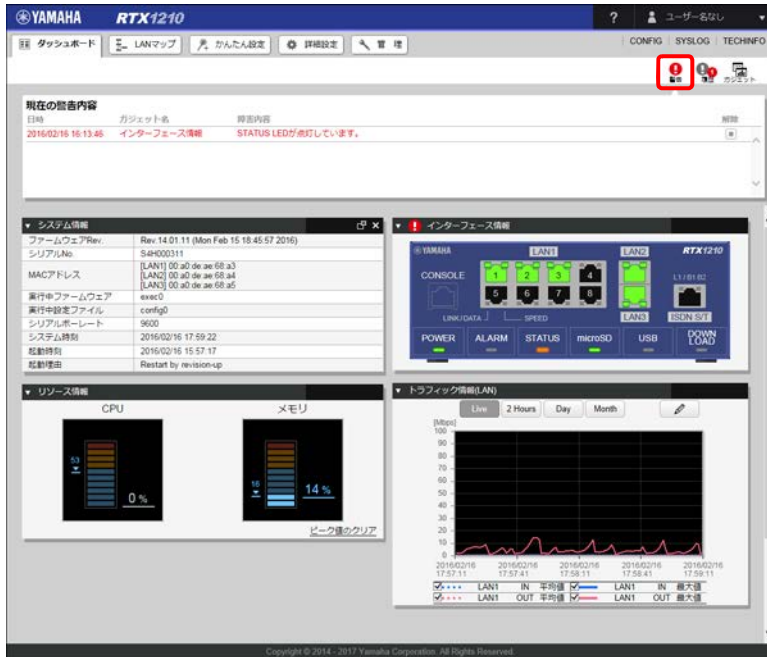 YAMAHA RTX1210 ? ユーザー名なし
ダッシュボード LANマップ かんたん設定 詳細設定 管理 CONFIG SYSLOG TECHINFO
警告 履歴 ガジェット
現在の警告内容
日時 ガジェット名 障害内容 解除
2016/02/16 16:13:46 インターフェース情報 STATUS LEDが点灯しています。
システム情報
ファームウェアRev. Rev.14.01.11 (Mon Feb 15 18:45:57 2016)
シリアルNo. S4H000311
MACアドレス
[LAN1] 00:a0:de:ae:68:a3
[LAN2] 00:a0:de:ae:68:a4
[LAN3] 00:a0:de:ae:68:a5
実行中ファームウェア exec0
実行中設定ファイル config0
シリアルボーレート 9600
システム時刻 2016/02/16 17:59:22
起動時刻 2016/02/16 15:57:17
起動理由 Restart by revision-up
インターフェース情報
YAMAHA LAN1 LAN2 RTX1210
CONSOLE 1 2 3 4 L1/B1 B2
5 6 7 8
LINK/DATA SPEED LAN3 ISDN S/T
POWER ALARM STATUS microSD USB DOWN
LOAD
リソース情報
CPU メモリ
53 0 % 16 14 %
ピーク値のクリア
トラフィック情報(LAN)
Live 2 Hours Day Month
[Mbps]
100
90
80
70
60
50
40
30
20
10
0
2016/02/16 2016/02/16 2016/02/16 2016/02/16 2016/02/16
17:57:11 17:57:41 17:58:11 17:58:41 17:59:11
LAN1 IN 平均値 LAN1 IN 最大値
LAN1 OUT 平均値 LAN1 OUT 最大値
Copyright © 2014 - 2017 Yamaha Corporation. All Rights Reserved.